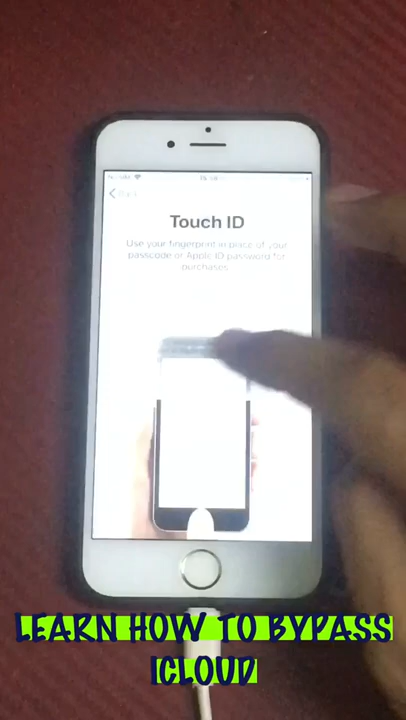 Back
Touch ID
Use your fingerprint in place of your
passcode or Apple ID password for
purchases.
LEARN HOW TO BYPASS
ICLOUD